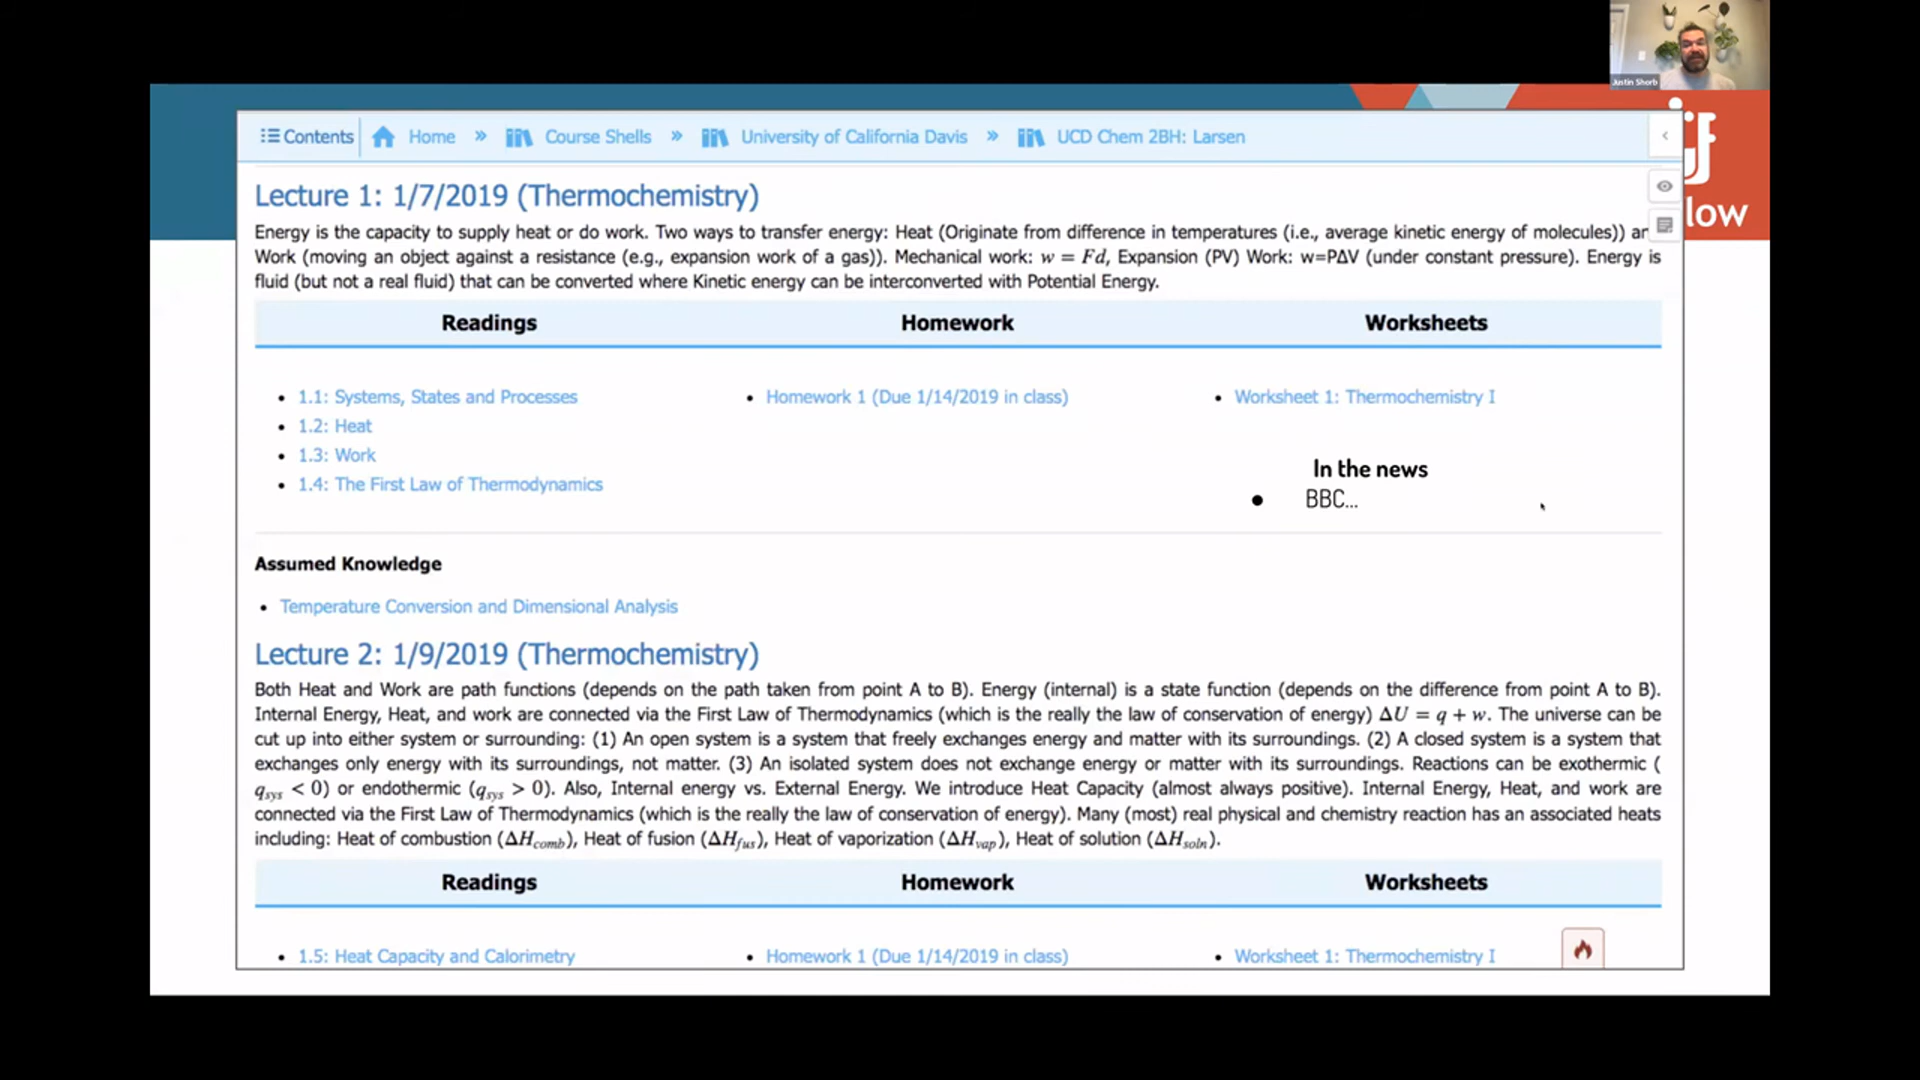 Justin Shorb
Contents Home » Course Shells » University of California Davis » UCD Chem 2BH: Larsen
low
Lecture 1: 1/7/2019 (Thermochemistry)
Energy is the capacity to supply heat or do work. Two ways to transfer energy: Heat (Originate from difference in temperatures (i.e., average kinetic energy of molecules)) an
Work (moving an object against a resistance (e.g., expansion work of a gas)). Mechanical work: w = Fd, Expansion (PV) Work: w=PΔV (under constant pressure). Energy is
fluid (but not a real fluid) that can be converted where Kinetic energy can be interconverted with Potential Energy.
Readings Homework Worksheets
• 1.1: Systems, States and Processes • Homework 1 (Due 1/14/2019 in class) • Worksheet 1: Thermochemistry I
• 1.2: Heat
• 1.3: Work
• 1.4: The First Law of Thermodynamics
In the news
• BBC...
Assumed Knowledge
• Temperature Conversion and Dimensional Analysis
Lecture 2: 1/9/2019 (Thermochemistry)
Both Heat and Work are path functions (depends on the path taken from point A to B). Energy (internal) is a state function (depends on the difference from point A to B).
Internal Energy, Heat, and work are connected via the First Law of Thermodynamics (which is the really the law of conservation of energy) ΔU = q + w. The universe can be
cut up into either system or surrounding: (1) An open system is a system that freely exchanges energy and matter with its surroundings. (2) A closed system is a system that
exchanges only energy with its surroundings, not matter. (3) An isolated system does not exchange energy or matter with its surroundings. Reactions can be exothermic (
q_sys < 0) or endothermic (q_sys > 0). Also, Internal energy vs. External Energy. We introduce Heat Capacity (almost always positive). Internal Energy, Heat, and work are
connected via the First Law of Thermodynamics (which is the really the law of conservation of energy). Many (most) real physical and chemistry reaction has an associated heats
including: Heat of combustion (ΔH_comb), Heat of fusion (ΔH_fus), Heat of vaporization (ΔH_vap), Heat of solution (ΔH_soln).
Readings Homework Worksheets
• 1.5: Heat Capacity and Calorimetry • Homework 1 (Due 1/14/2019 in class) • Worksheet 1: Thermochemistry I